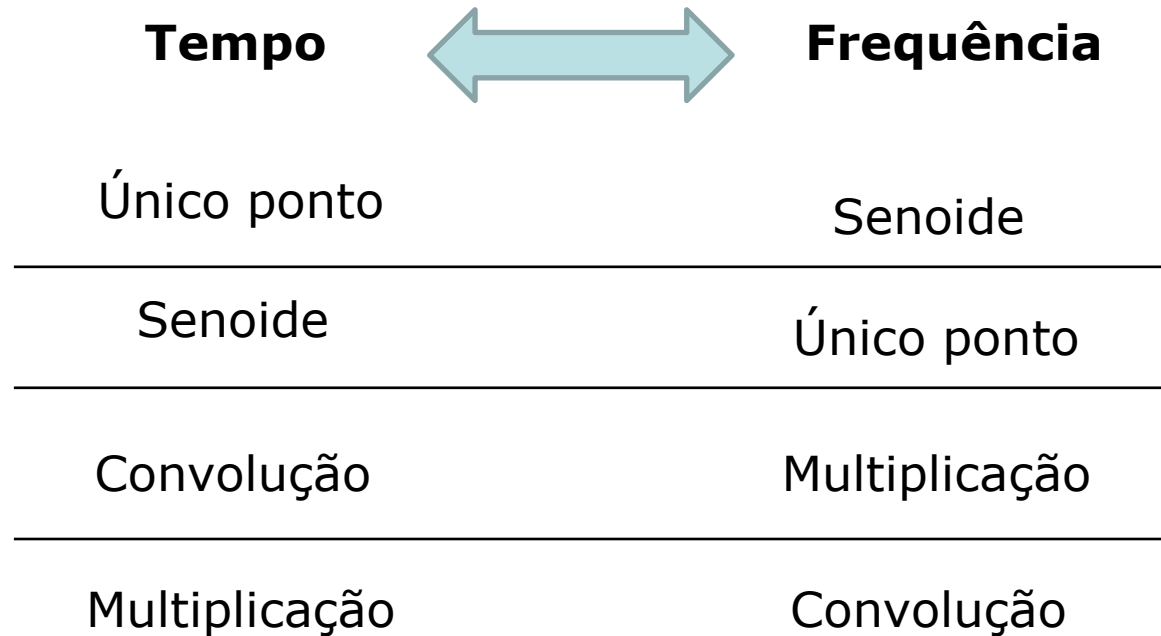 Tempo Frequência
Único ponto Senoide
Senoide Único ponto
Convolução Multiplicação
Multiplicação Convolução